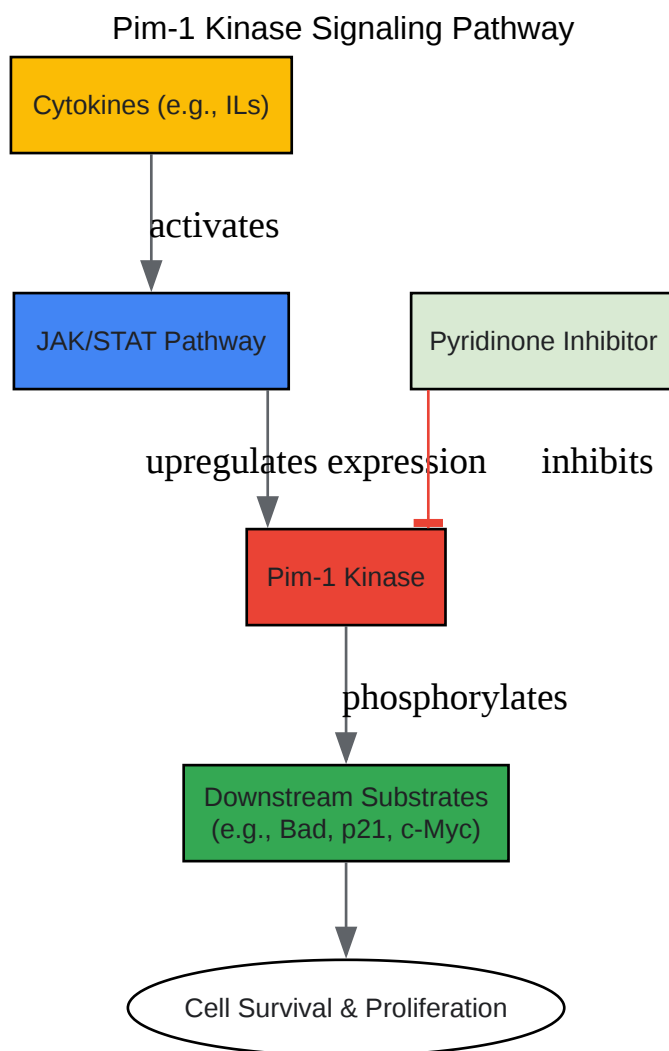 Pim-1 Kinase Signaling Pathway
Cytokines (e.g., ILs)
activates
JAK/STAT Pathway
Pyridinone Inhibitor
upregulates expression
inhibits
Pim-1 Kinase
phosphorylates
Downstream Substrates
(e.g., Bad, p21, c-Myc)
Cell Survival & Proliferation